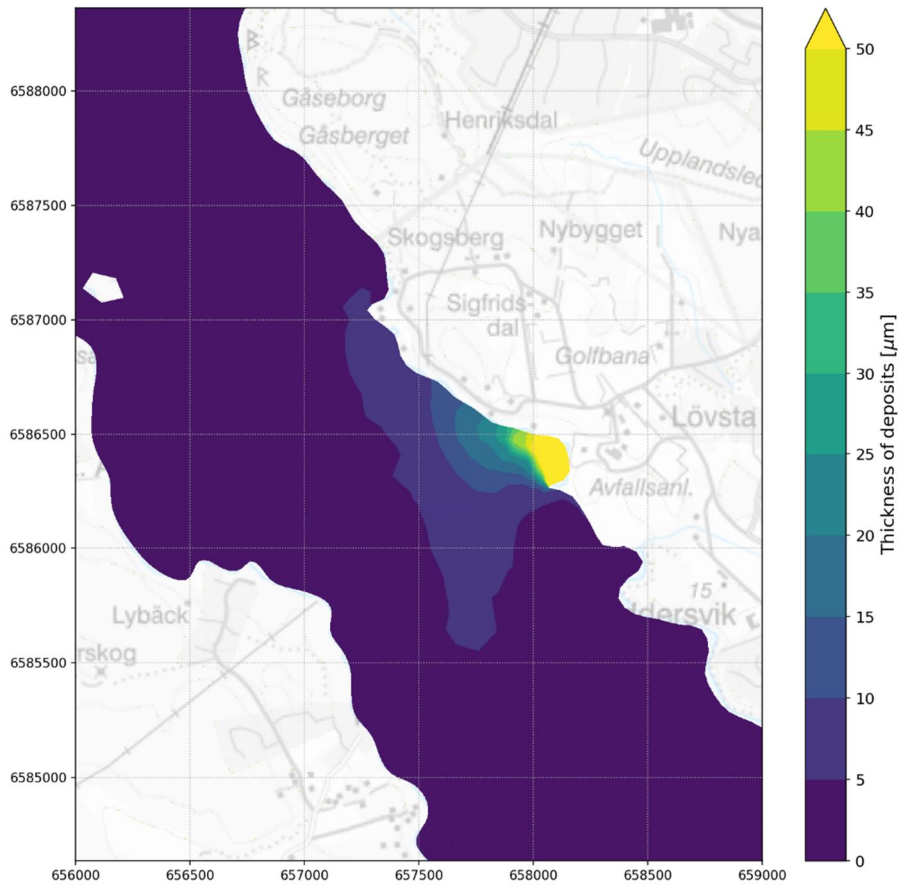 6588000
6587500
6587000
6586500
6586000
6585500
6585000
656000 656500 657000 657500 658000 658500 659000
R
Gåseborg
Gåsberget
Henriksdal
Upplandsled
Skogsberg
Nybygget
Nya
Sigfrids-
dal
Golfbana
Lövsta
Avfallsanl.
15
ddersvik
E
Lybäck
rskog
sä
50
45
40
35
30
25
20
15
10
5
0
Thickness of deposits [μm]